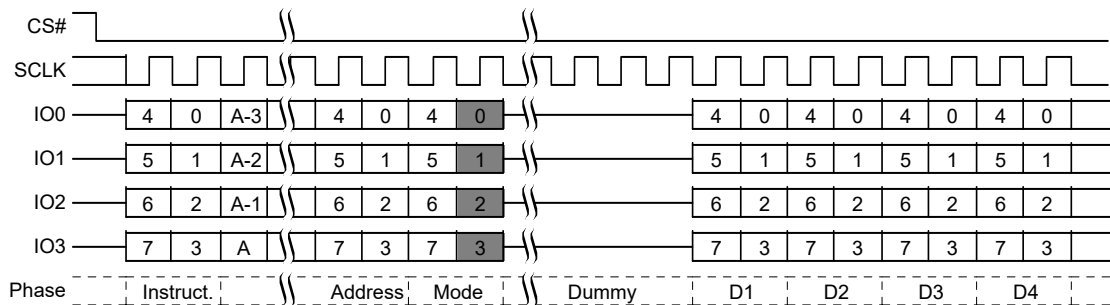 CS#
SCLK
IO0 4 0 A-3 4 0 4 0 4 0 4 0 4 0 4 0
IO1 5 1 A-2 5 1 5 1 5 1 5 1 5 1 5 1
IO2 6 2 A-1 6 2 6 2 6 2 6 2 6 2 6 2
IO3 7 3 A 7 3 7 3 7 3 7 3 7 3 7 3
Phase Instruct. Address Mode Dummy D1 D2 D3 D4